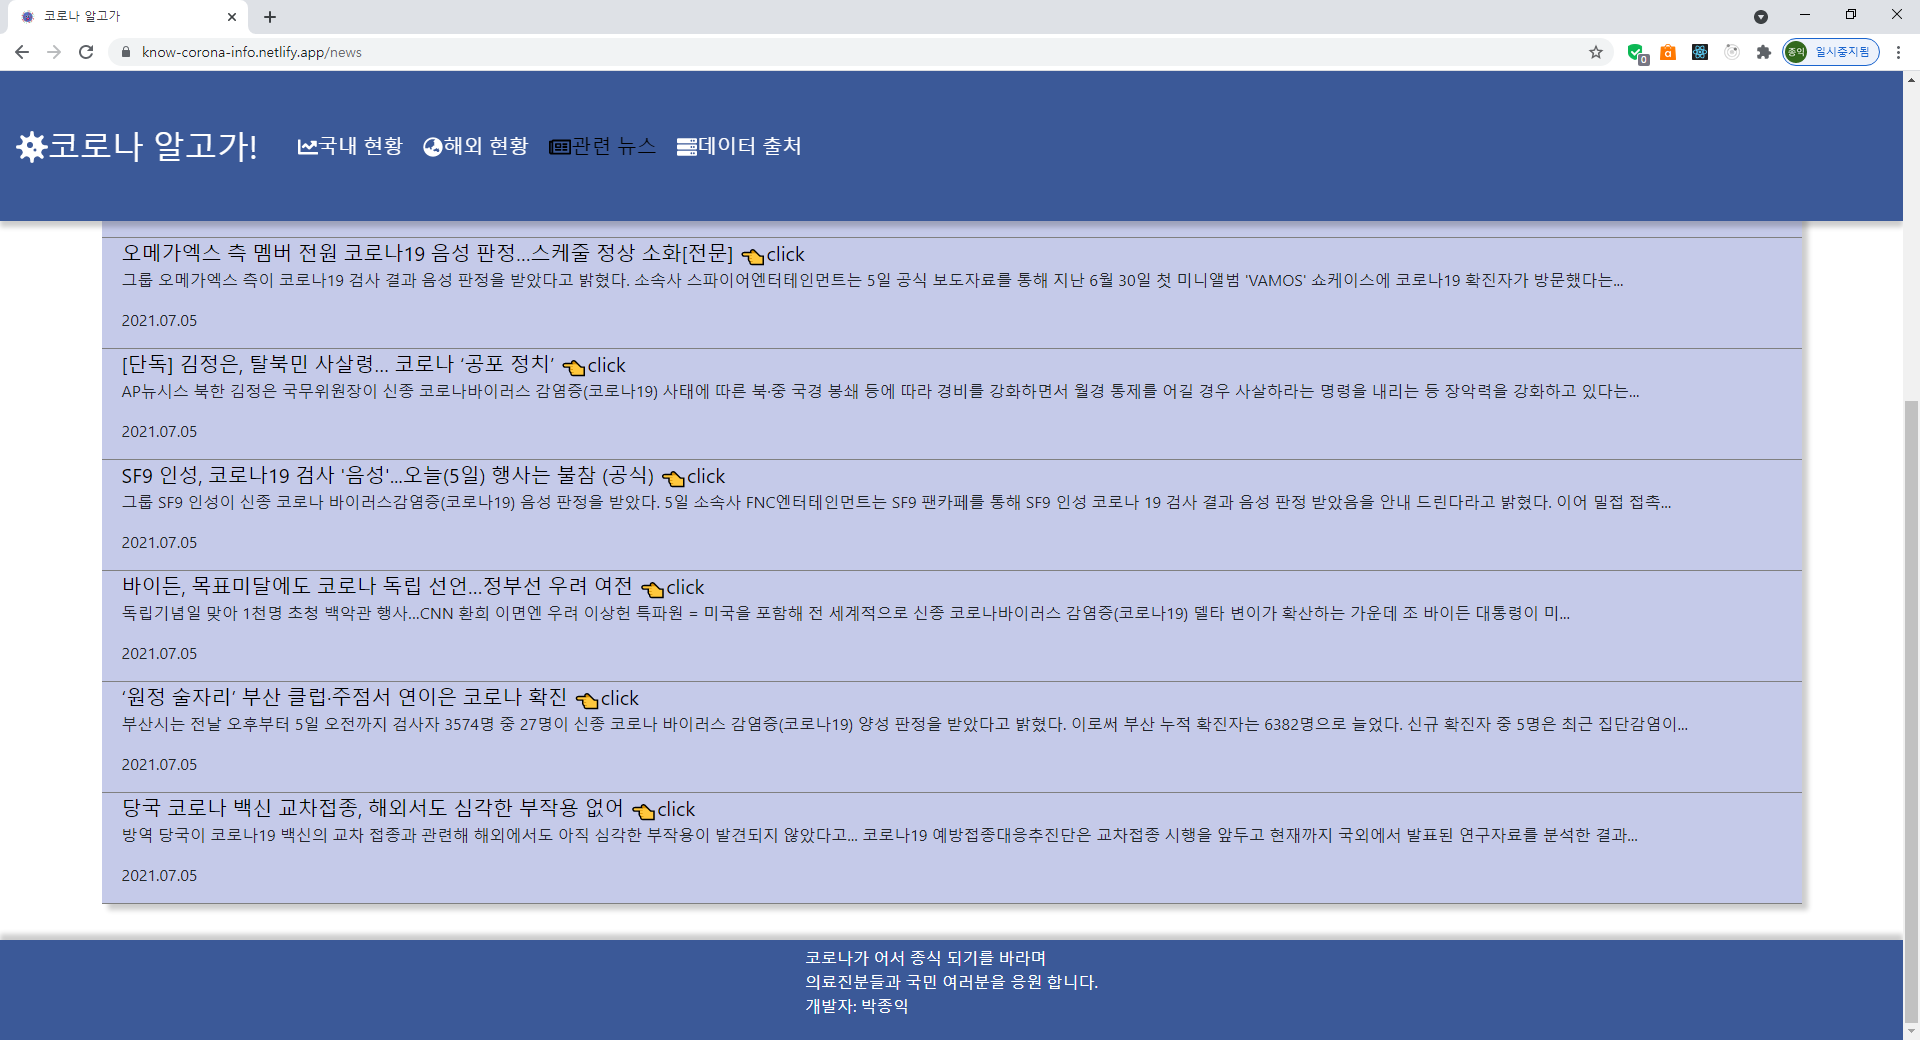 코로나 알고가
know-corona-info.netlify.app/news
0
a
종익 일시중지됨
코로나 알고가!
국내 현황 해외 현황 관련 뉴스 데이터 출처
오메가엑스 측 멤버 전원 코로나19 음성 판정...스케줄 정상 소화[전문] click
그룹 오메가엑스 측이 코로나19 검사 결과 음성 판정을 받았다고 밝혔다. 소속사 스파이어엔터테인먼트는 5일 공식 보도자료를 통해 지난 6월 30일 첫 미니앨범 'VAMOS' 쇼케이스에 코로나19 확진자가 방문했다는...
2021.07.05
[단독] 김정은, 탈북민 사살령... 코로나 ‘공포 정치’ click
AP뉴시스 북한 김정은 국무위원장이 신종 코로나바이러스 감염증(코로나19) 사태에 따른 북·중 국경 봉쇄 등에 따라 경비를 강화하면서 월경 통제를 어길 경우 사살하라는 명령을 내리는 등 장악력을 강화하고 있다는...
2021.07.05
SF9 인성, 코로나19 검사 '음성'...오늘(5일) 행사는 불참 (공식) click
그룹 SF9 인성이 신종 코로나 바이러스감염증(코로나19) 음성 판정을 받았다. 5일 소속사 FNC엔터테인먼트는 SF9 팬카페를 통해 SF9 인성 코로나 19 검사 결과 음성 판정 받았음을 안내 드린다라고 밝혔다. 이어 밀접 접촉...
2021.07.05
바이든, 목표미달에도 코로나 독립 선언...정부선 우려 여전 click
독립기념일 맞아 1천명 초청 백악관 행사...CNN 환희 이면엔 우려 이상헌 특파원 = 미국을 포함해 전 세계적으로 신종 코로나바이러스 감염증(코로나19) 델타 변이가 확산하는 가운데 조 바이든 대통령이 미...
2021.07.05
‘원정 술자리’ 부산 클럽·주점서 연이은 코로나 확진 click
부산시는 전날 오후부터 5일 오전까지 검사자 3574명 중 27명이 신종 코로나 바이러스 감염증(코로나19) 양성 판정을 받았다고 밝혔다. 이로써 부산 누적 확진자는 6382명으로 늘었다. 신규 확진자 중 5명은 최근 집단감염이...
2021.07.05
당국 코로나 백신 교차접종, 해외서도 심각한 부작용 없어 click
방역 당국이 코로나19 백신의 교차 접종과 관련해 해외에서도 아직 심각한 부작용이 발견되지 않았다고... 코로나19 예방접종대응추진단은 교차접종 시행을 앞두고 현재까지 국외에서 발표된 연구자료를 분석한 결과...
2021.07.05
코로나가 어서 종식 되기를 바라며
의료진분들과 국민 여러분을 응원 합니다.
개발자: 박종익